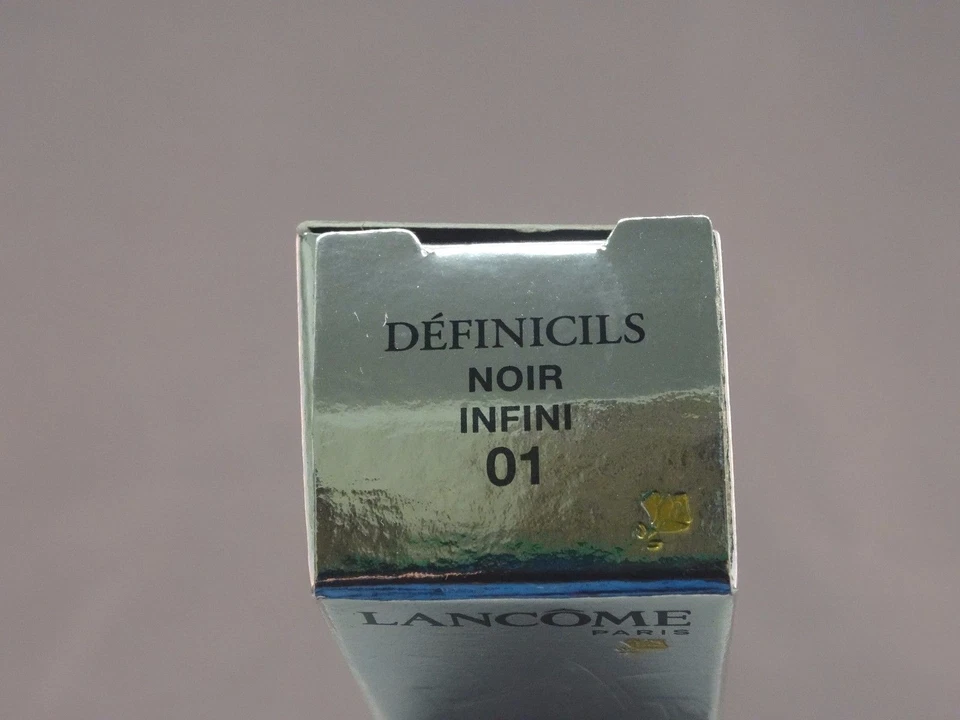 DÉFINICILS
NOIR
INFINI
01
LANCÔME
PARIS